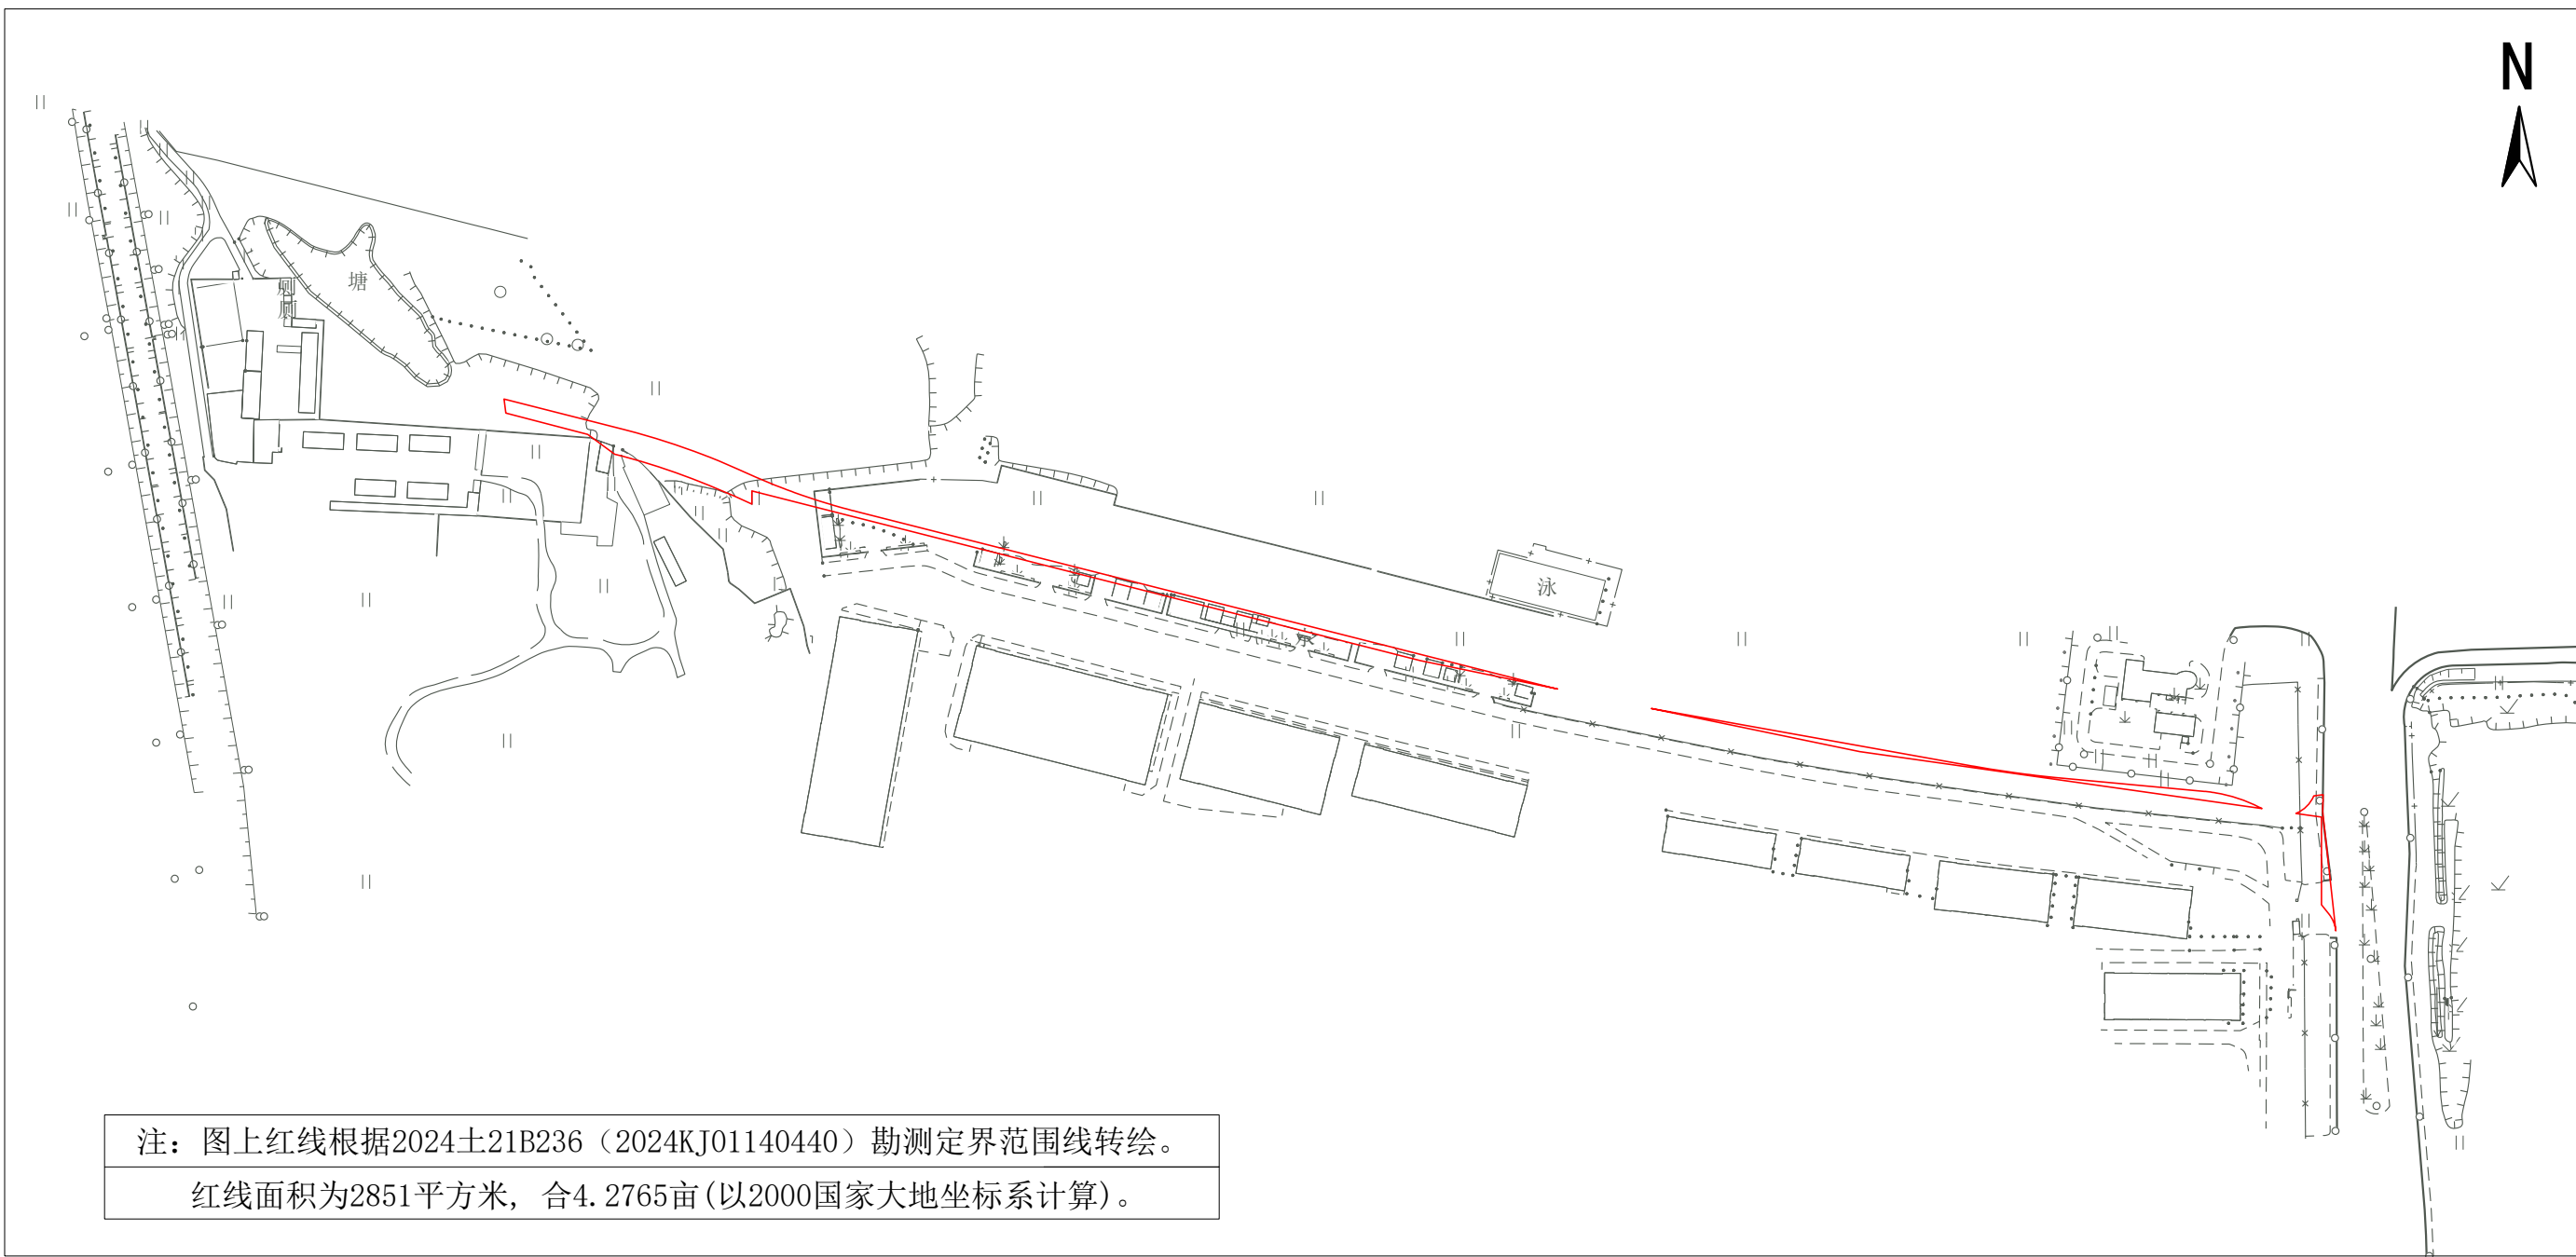 N
塘
泳
注：图上红线根据2024土21B236（2024KJ01140440）勘测定界范围线转绘。
红线面积为2851平方米，合4.2765亩(以2000国家大地坐标系计算)。